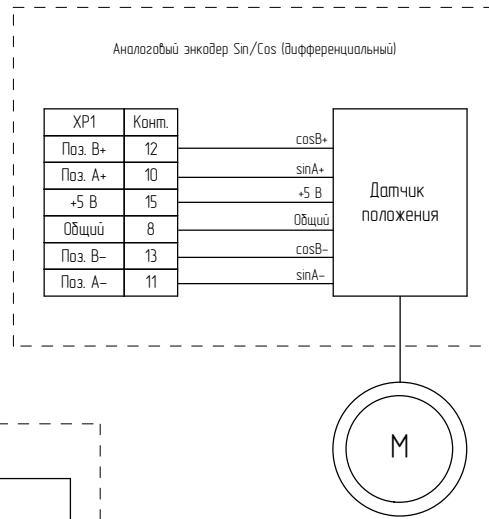 Аналоговый энкодер Sin/Cos (дифференциальный)
XP1 Конт.
Поз. B+ 12 cosB+
Поз. A+ 10 sinA+
+5 В 15 +5 В
Общий 8 Общий
Поз. B– 13 cosB–
Поз. A– 11 sinA–
Датчик
положения
M